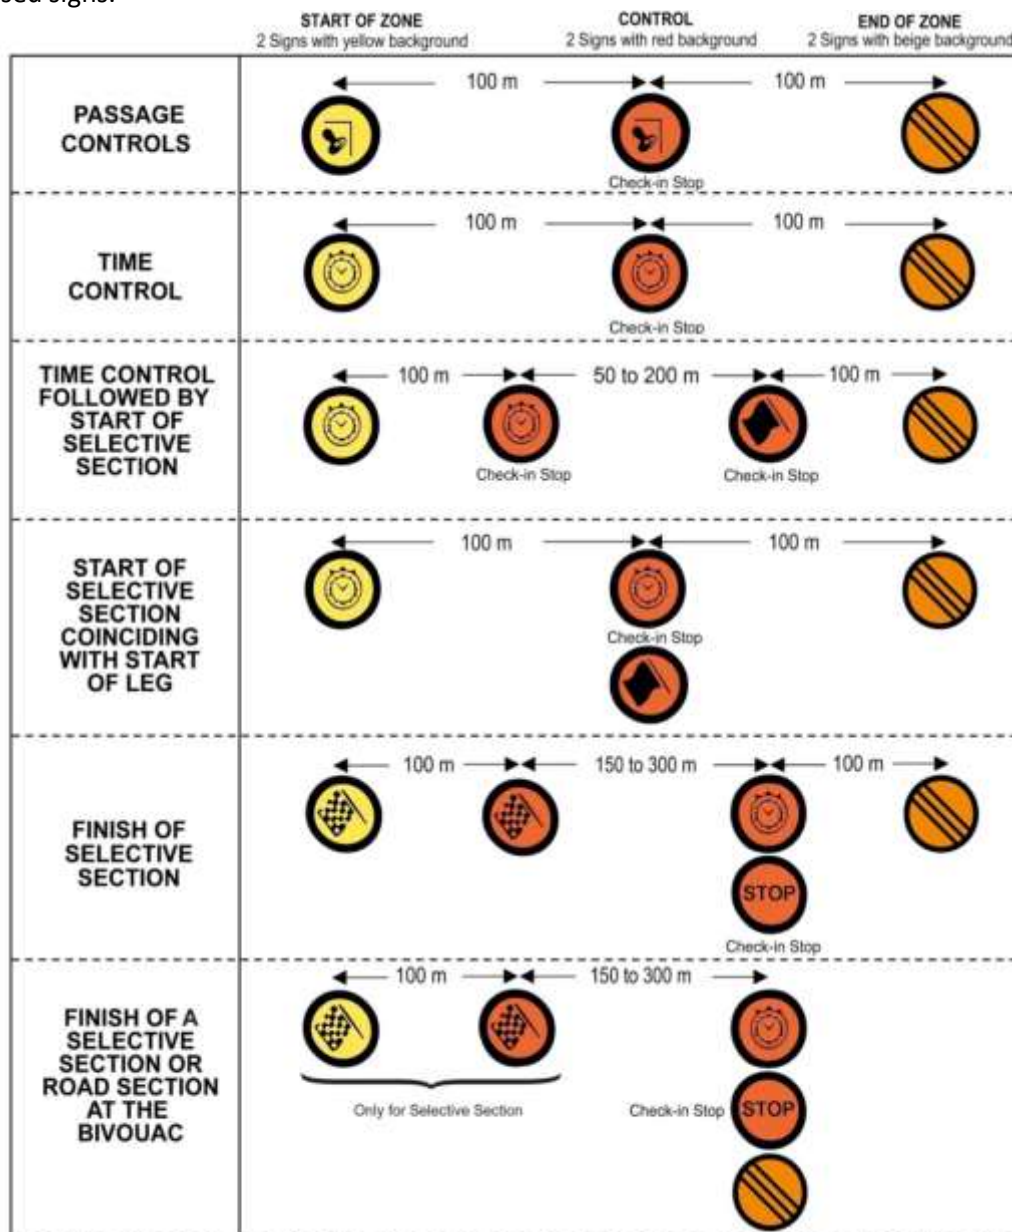 sed signs.
START OF ZONE
2 Signs with yellow background
CONTROL
2 Signs with red background
END OF ZONE
2 Signs with beige background
PASSAGE
CONTROLS
100 m
100 m
Check-in Stop
TIME
CONTROL
100 m
100 m
Check-in Stop
TIME CONTROL
FOLLOWED BY
START OF
SELECTIVE
SECTION
100 m
50 to 200 m
100 m
Check-in Stop
Check-in Stop
START OF
SELECTIVE
SECTION
COINCIDING
WITH START
OF LEG
100 m
100 m
Check-in Stop
FINISH OF
SELECTIVE
SECTION
100 m
150 to 300 m
100 m
STOP
Check-in Stop
FINISH OF A
SELECTIVE
SECTION OR
ROAD SECTION
AT THE
BIVOUAC
100 m
150 to 300 m
Only for Selective Section
Check-in Stop
STOP